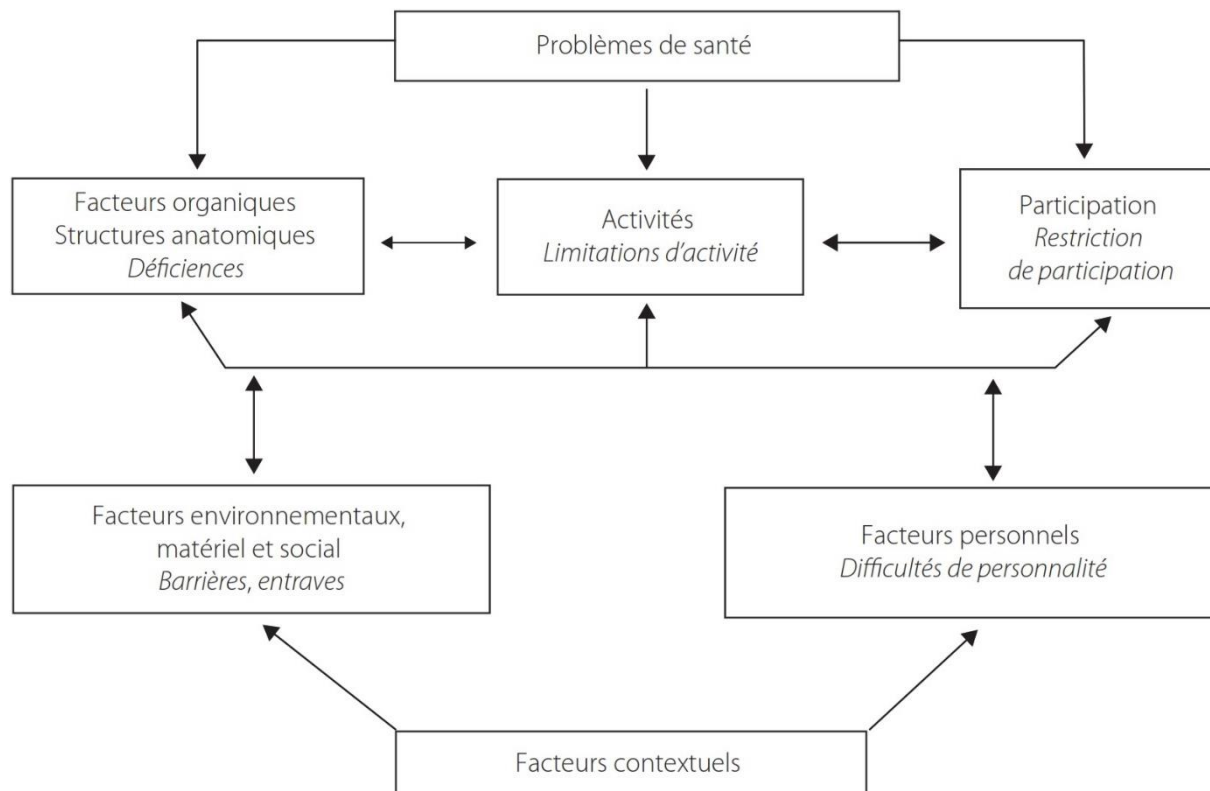 Problèmes de santé
Facteurs organiques
Structures anatomiques
Déficiences
Activités
Limitations d'activité
Participation
Restriction
de participation
Facteurs environnementaux,
matériel et social
Barrières, entraves
Facteurs personnels
Difficultés de personnalité
Facteurs contextuels